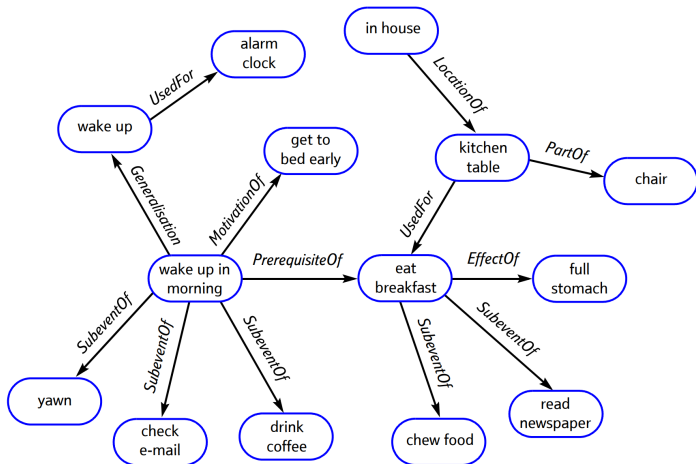 alarm
clock
in house
UsedFor
LocationOf
wake up
get to
bed early
kitchen
table
PartOf
chair
Generalisation
MotivationOf
UsedFor
wake up in
morning
PrerequisiteOf
eat
breakfast
EffectOf
full
stomach
SubeventOf
SubeventOf
SubeventOf
SubeventOf
SubeventOf
yawn
check
e-mail
drink
coffee
chew food
read
newspaper